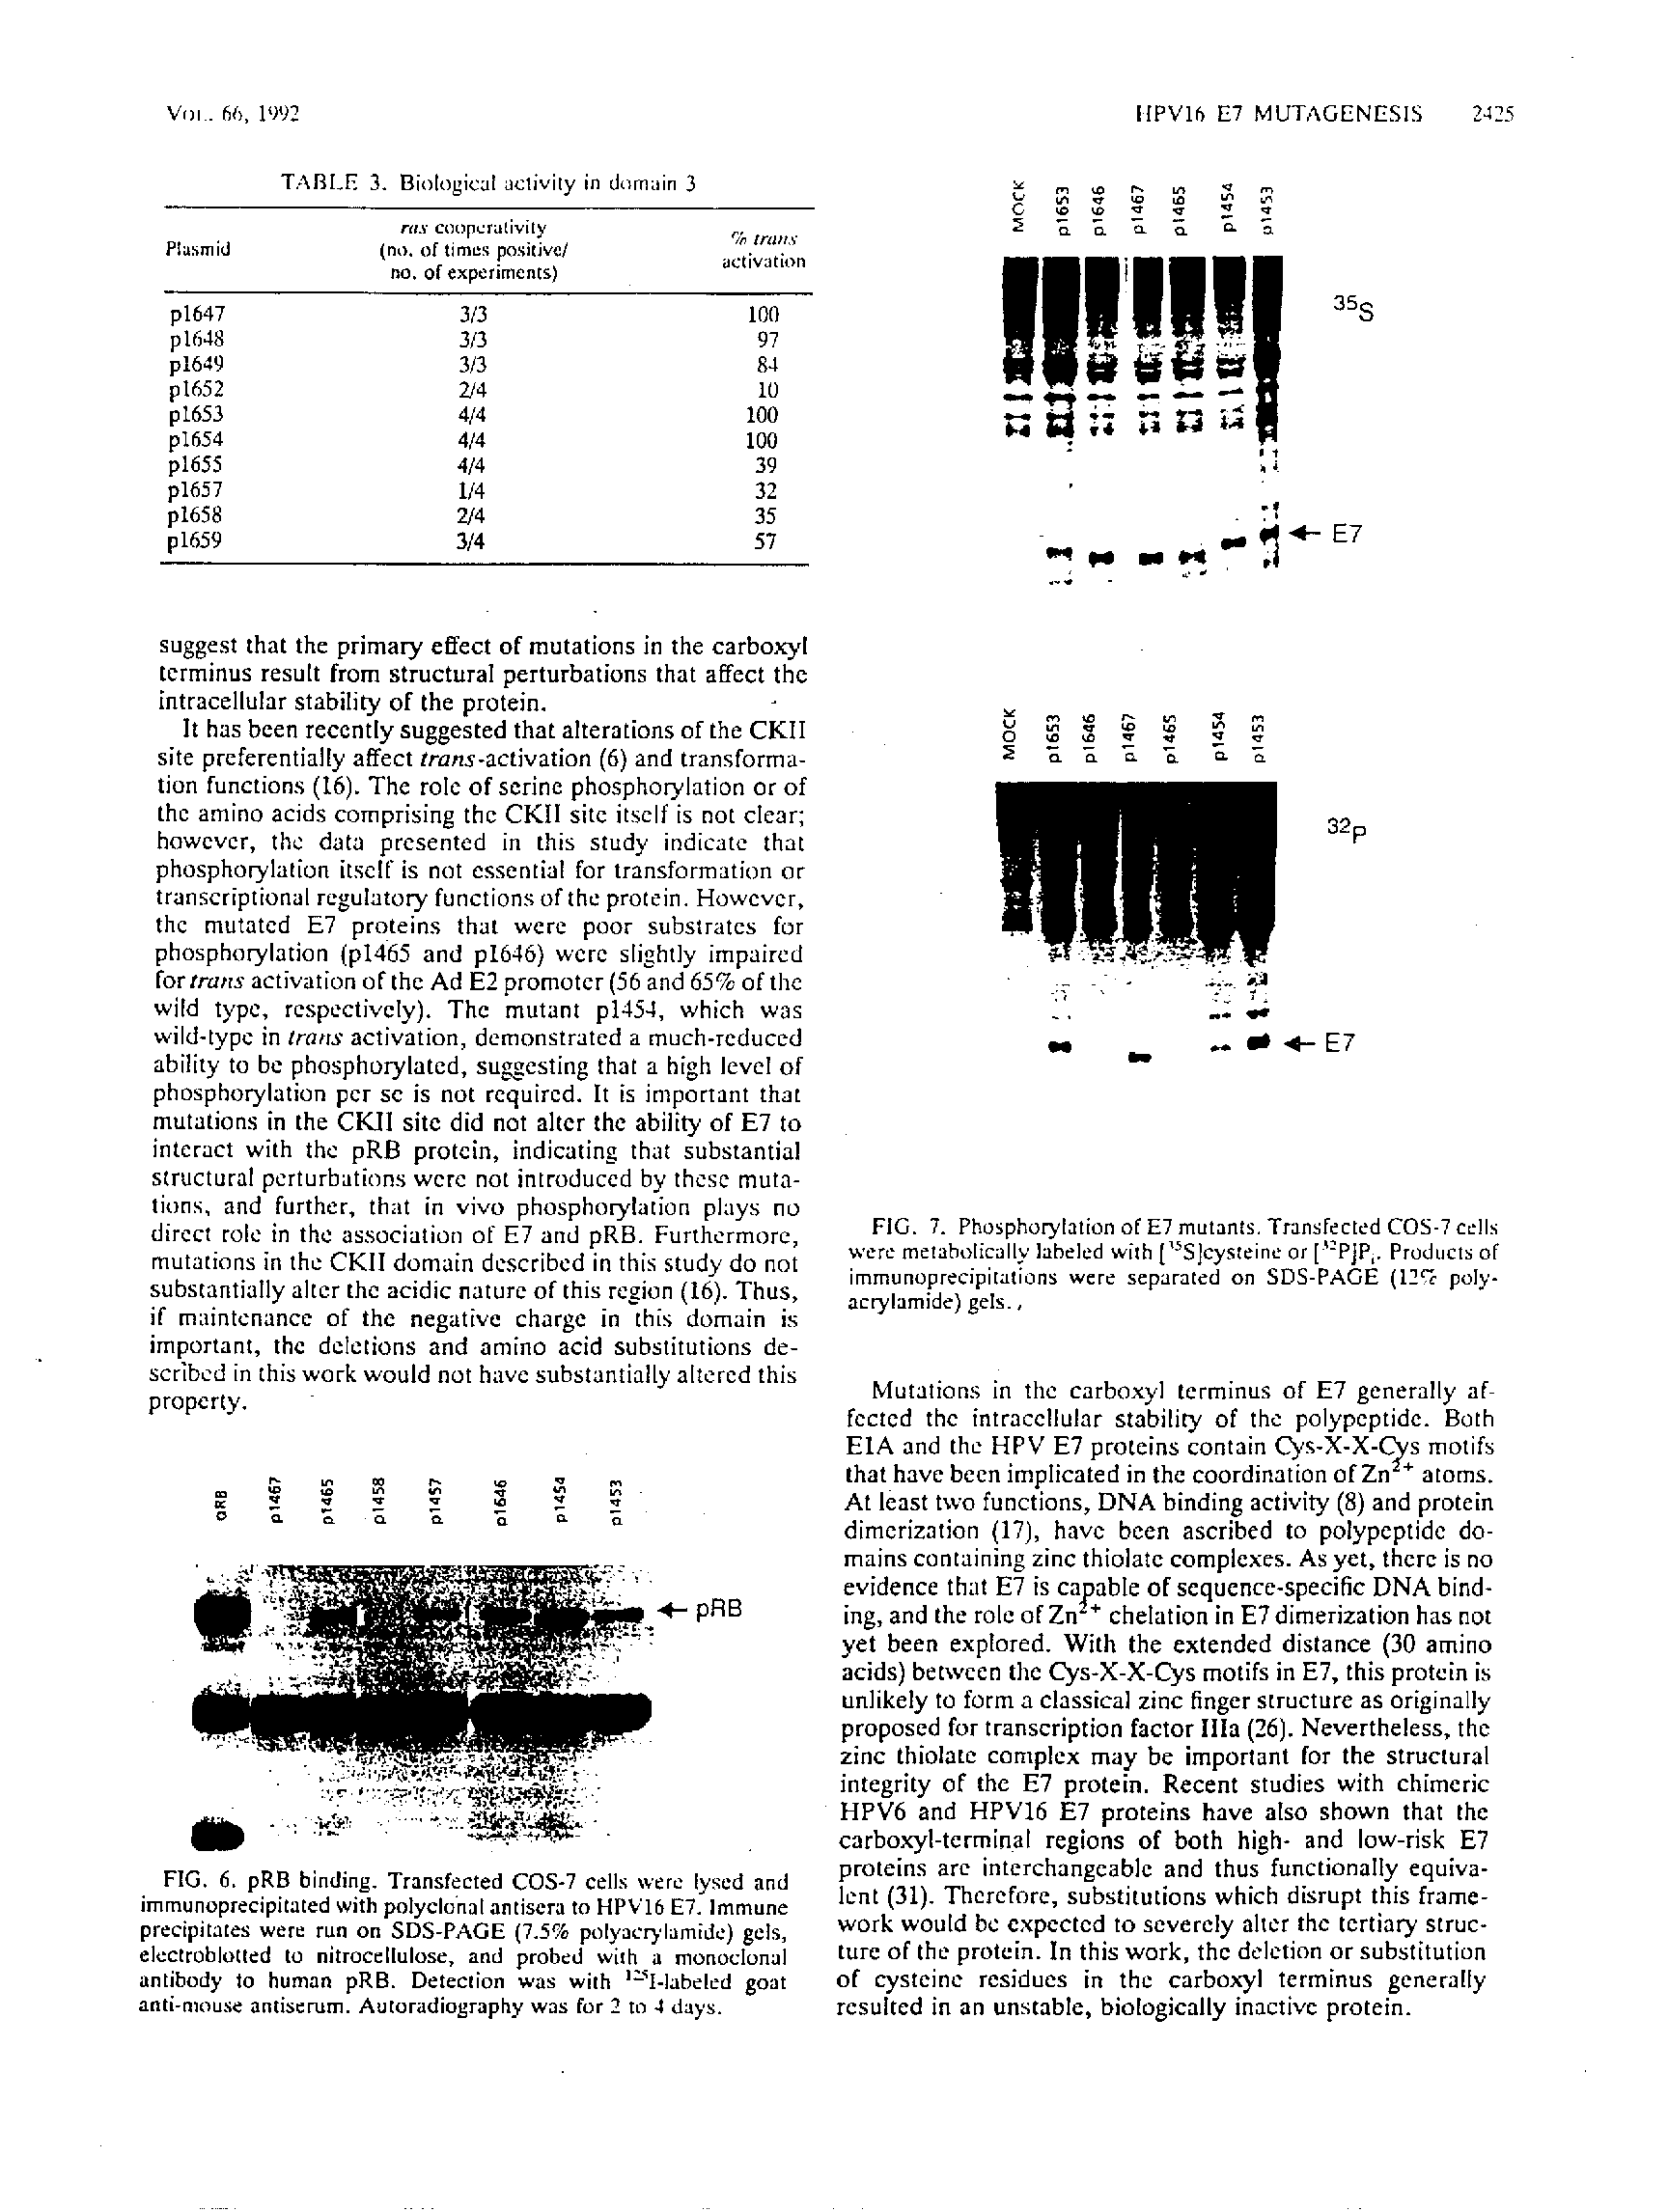 VOL. 66, 1992
HPV16 E7 MUTAGENESIS 2425
TABLE 3. Biological activity in domain 3
Plasmid
ras cooperativity
(no. of times positive/
no. of experiments)
% trans
activation
p1647 3/3 100
p1648 3/3 97
p1649 3/3 84
p1652 2/4 10
p1653 4/4 100
p1654 4/4 100
p1655 4/4 39
p1657 1/4 32
p1658 2/4 35
p1659 3/4 57
suggest that the primary effect of mutations in the carboxyl
terminus result from structural perturbations that affect the
intracellular stability of the protein.
It has been recently suggested that alterations of the CKII
site preferentially affect trans-activation (6) and transforma-
tion functions (16). The role of serine phosphorylation or of
the amino acids comprising the CKII site itself is not clear;
however, the data presented in this study indicate that
phosphorylation itself is not essential for transformation or
transcriptional regulatory functions of the protein. However,
the mutated E7 proteins that were poor substrates for
phosphorylation (p1465 and p1646) were slightly impaired
for trans activation of the Ad E2 promoter (56 and 65% of the
wild type, respectively). The mutant p1454, which was
wild-type in trans activation, demonstrated a much-reduced
ability to be phosphorylated, suggesting that a high level of
phosphorylation per se is not required. It is important that
mutations in the CKII site did not alter the ability of E7 to
interact with the pRB protein, indicating that substantial
structural perturbations were not introduced by these muta-
tions, and further, that in vivo phosphorylation plays no
direct role in the association of E7 and pRB. Furthermore,
mutations in the CKII domain described in this study do not
substantially alter the acidic nature of this region (16). Thus,
if maintenance of the negative charge in this domain is
important, the deletions and amino acid substitutions de-
scribed in this work would not have substantially altered this
property.
pRB p1467 p1465 p1458 p1457 p1646 p1454 p1453
pRB
FIG. 6. pRB binding. Transfected COS-7 cells were lysed and
immunoprecipitated with polyclonal antisera to HPV16 E7. Immune
precipitates were run on SDS-PAGE (7.5% polyacrylamide) gels,
electroblotted to nitrocellulose, and probed with a monoclonal
antibody to human pRB. Detection was with ¹²⁵I-labeled goat
anti-mouse antiserum. Autoradiography was for 2 to 4 days.
MOCK p1653 p1646 p1467 p1465 p1454 p1453
35S
E7
MOCK p1653 p1646 p1467 p1465 p1454 p1453
32P
E7
FIG. 7. Phosphorylation of E7 mutants. Transfected COS-7 cells
were metabolically labeled with [³⁵S]cysteine or [³²P]Pᵢ. Products of
immunoprecipitations were separated on SDS-PAGE (12% poly-
acrylamide) gels.
Mutations in the carboxyl terminus of E7 generally af-
fected the intracellular stability of the polypeptide. Both
E1A and the HPV E7 proteins contain Cys-X-X-Cys motifs
that have been implicated in the coordination of Zn²⁺ atoms.
At least two functions, DNA binding activity (8) and protein
dimerization (17), have been ascribed to polypeptide do-
mains containing zinc thiolate complexes. As yet, there is no
evidence that E7 is capable of sequence-specific DNA bind-
ing, and the role of Zn²⁺ chelation in E7 dimerization has not
yet been explored. With the extended distance (30 amino
acids) between the Cys-X-X-Cys motifs in E7, this protein is
unlikely to form a classical zinc finger structure as originally
proposed for transcription factor IIIa (26). Nevertheless, the
zinc thiolate complex may be important for the structural
integrity of the E7 protein. Recent studies with chimeric
HPV6 and HPV16 E7 proteins have also shown that the
carboxyl-terminal regions of both high- and low-risk E7
proteins are interchangeable and thus functionally equiva-
lent (31). Therefore, substitutions which disrupt this frame-
work would be expected to severely alter the tertiary struc-
ture of the protein. In this work, the deletion or substitution
of cysteine residues in the carboxyl terminus generally
resulted in an unstable, biologically inactive protein.